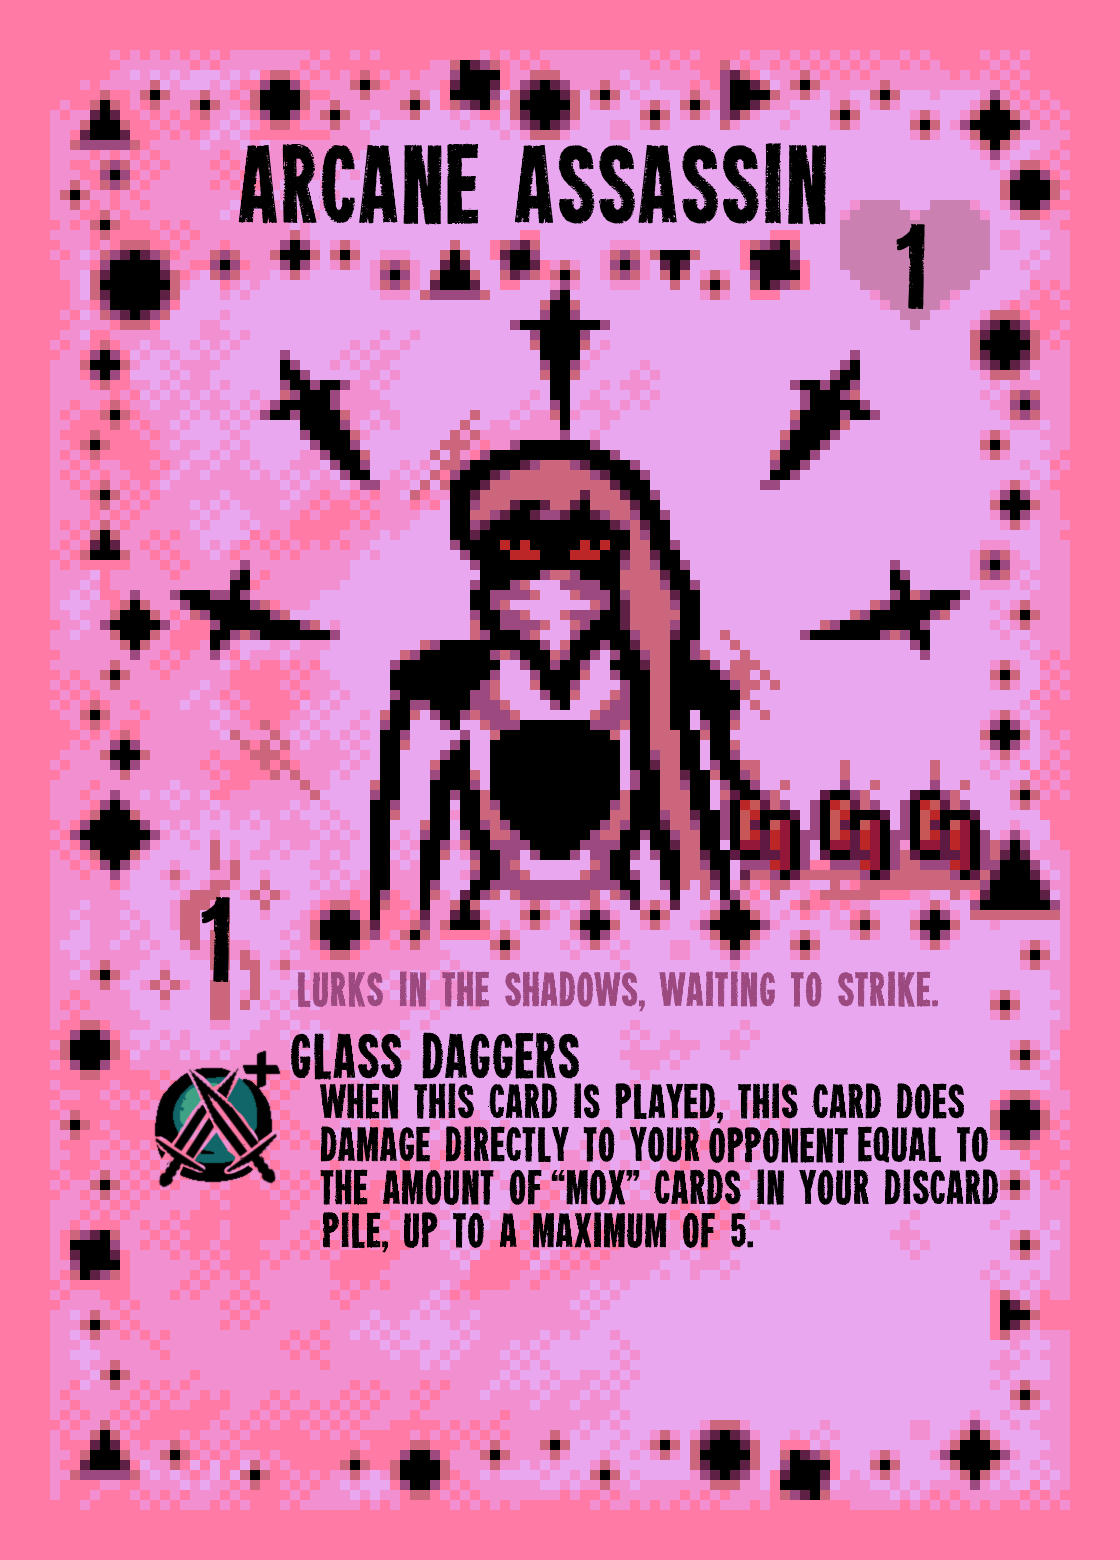 ARCANE ASSASSIN
1
1
LURKS IN THE SHADOWS, WAITING TO STRIKE.
+ GLASS DAGGERS
WHEN THIS CARD IS PLAYED, THIS CARD DOES
DAMAGE DIRECTLY TO YOUR OPPONENT EQUAL TO
THE AMOUNT OF “MOX” CARDS IN YOUR DISCARD
PILE, UP TO A MAXIMUM OF 5.